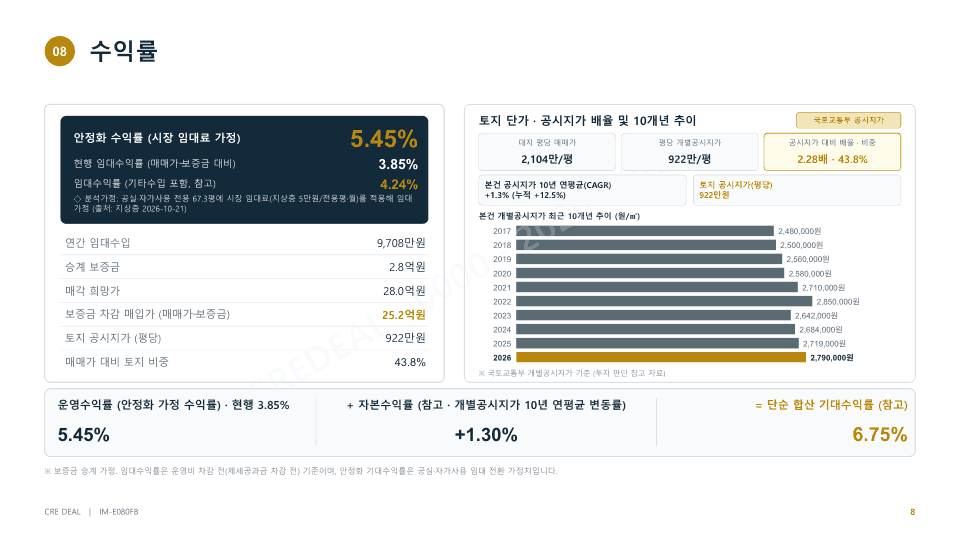 08 수익률
안정화 수익률 (시장 임대료 가정) 5.45%
현행 임대수익률 (매매가-보증금 대비) 3.85%
임대수익률 (기타수입 포함, 참고) 4.24%
◇ 분석가정: 공실·자가사용 전용 67.3평에 시장 임대료(지상층 5만원/전용평·월)를 적용해 임대
가정 (출처: 지상층 2026-10-21)
연간 임대수입 9,708만원
승계 보증금 2.8억원
매각 희망가 28.0억원
보증금 차감 매입가 (매매가-보증금) 25.2억원
토지 공시지가 (평당) 922만원
매매가 대비 토지 비중 43.8%
토지 단가 · 공시지가 배율 및 10개년 추이
국토교통부 공시지가
대지 평당 매매가
2,104만/평
평당 개별공시지가
922만/평
공시지가 대비 배율 · 비중
2.28배 · 43.8%
본건 공시지가 10년 연평균(CAGR)
+1.3% (누적 +12.5%)
토지 공시지가(평당)
922만원
본건 개별공시지가 최근 10개년 추이 (원/㎡)
2017 2,480,000원
2018 2,500,000원
2019 2,560,000원
2020 2,580,000원
2021 2,710,000원
2022 2,850,000원
2023 2,642,000원
2024 2,684,000원
2025 2,719,000원
2026 2,790,000원
※ 국토교통부 개별공시지가 기준 (투자 판단 참고 자료)
운영수익률 (안정화 가정 수익률) · 현행 3.85%
5.45%
+ 자본수익률 (참고 · 개별공시지가 10년 연평균 변동률)
+1.30%
= 단순 합산 기대수익률 (참고)
6.75%
※ 보증금 승계 가정, 임대수익률은 운영비 차감 전(제세공과금 차감 전) 기준이며, 안정화 기대수익률은 공실·자가사용 임대 전환 가정치입니다.
CRE DEAL | IM-E080FB
8